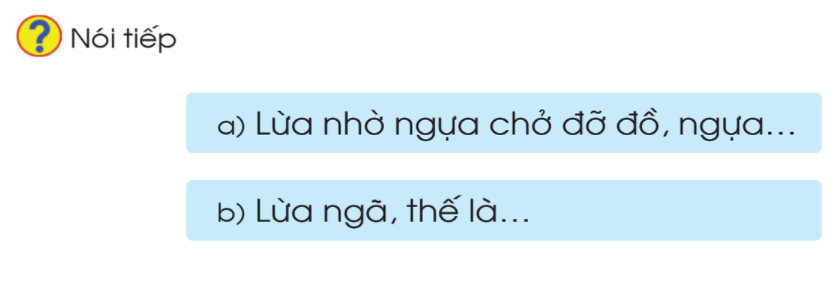 ? Nói tiếp
a) Lừa nhờ ngựa chở đỡ đồ, ngựa...
b) Lừa ngã, thế là...